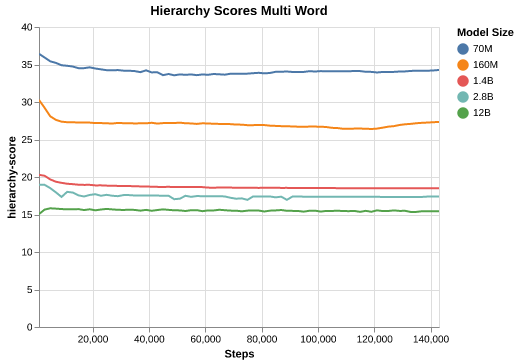 Hierarchy Scores Multi Word
hierarchy-score
40
35
30
25
20
15
10
5
0
20,000 40,000 60,000 80,000 100,000 120,000 140,000
Steps
Model Size
70M
160M
1.4B
2.8B
12B